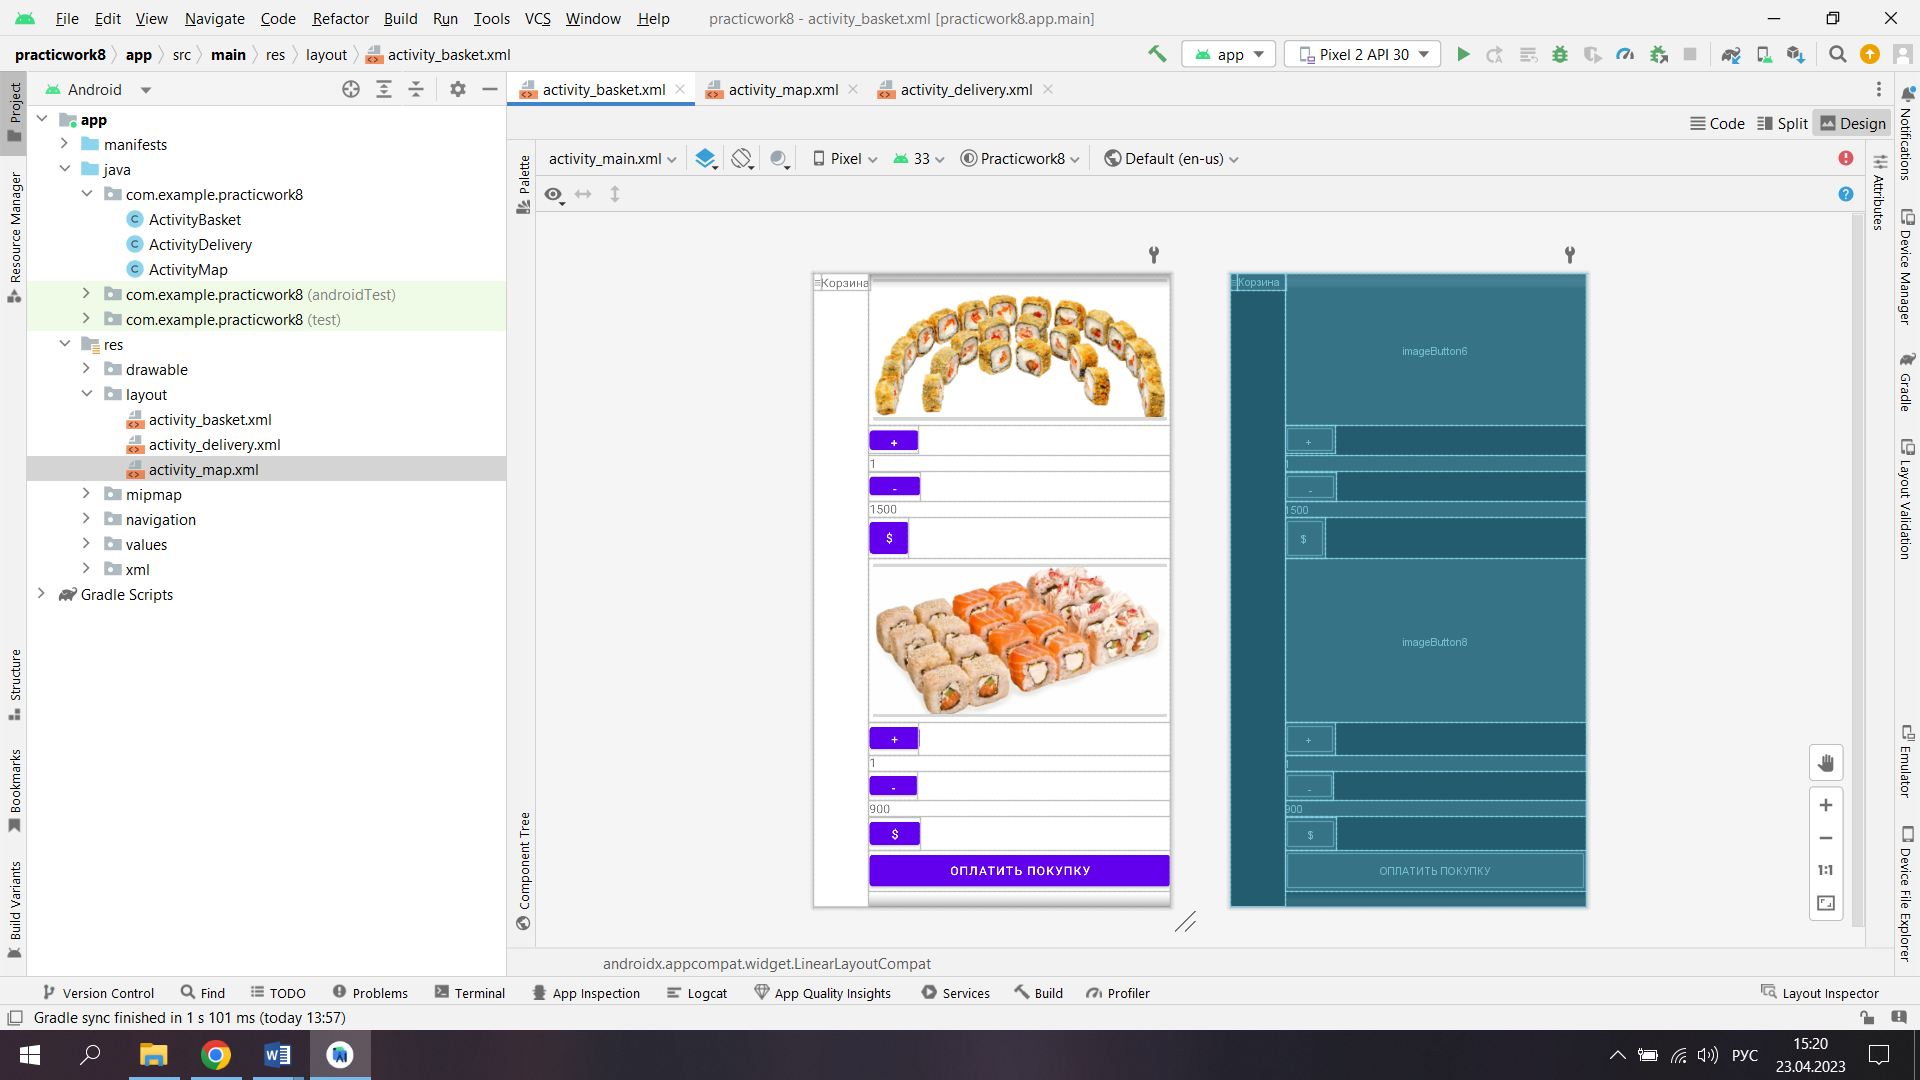 File Edit View Navigate Code Refactor Build Run Tools VCS Window Help practicwork8 - activity_basket.xml [practicwork8.app.main]
practicwork8 app src main res layout activity_basket.xml app Pixel 2 API 30
Project
Resource Manager
Structure
Bookmarks
Build Variants
Android
app
manifests
java
com.example.practicwork8
ActivityBasket
ActivityDelivery
ActivityMap
com.example.practicwork8 (androidTest)
com.example.practicwork8 (test)
res
drawable
layout
activity_basket.xml
activity_delivery.xml
activity_map.xml
mipmap
navigation
values
xml
Gradle Scripts
activity_basket.xml activity_map.xml activity_delivery.xml
Code Split Design
Palette
activity_main.xml Pixel 33 Practicwork8 Default (en-us)
Component Tree
Корзина
+
1
-
1500
$
+
1
-
900
$
ОПЛАТИТЬ ПОКУПКУ
Корзина
imageButton6
+
1
-
1500
$
imageButton8
+
1
-
900
$
ОПЛАТИТЬ ПОКУПКУ
1:1
Attributes
Notifications
Device Manager
Gradle
Layout Validation
Emulator
Device File Explorer
androidx.appcompat.widget.LinearLayoutCompat
Version Control Find TODO Problems Terminal App Inspection Logcat App Quality Insights Services Build Profiler Layout Inspector
Gradle sync finished in 1 s 101 ms (today 13:57)
РУС
15:20
23.04.2023